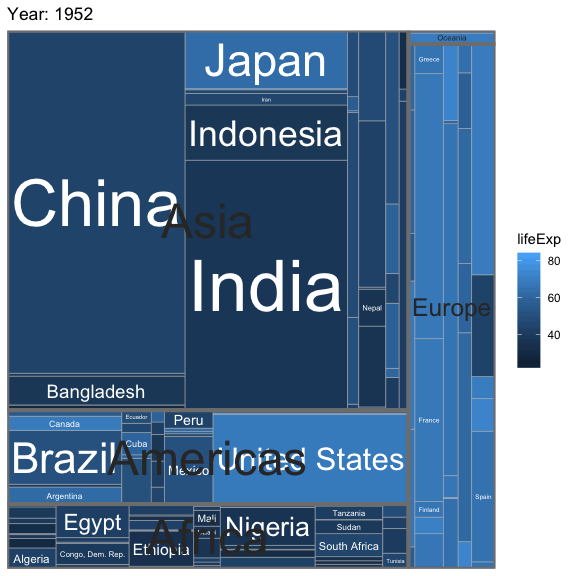 Year: 1952
Japan
Iran
Indonesia
China
Asia
India
Nepal
Bangladesh
Oceania
Greece
Europe
France
Finland
Spain
Canada
Brazil
Argentina
Ecuador
Cuba
Peru
Mexico
Americas
United States
Algeria
Egypt
Congo, Dem. Rep.
Ethiopia
Africa
Mali
Nigeria
Tanzania
Sudan
South Africa
Tunisia
lifeExp
80
60
40